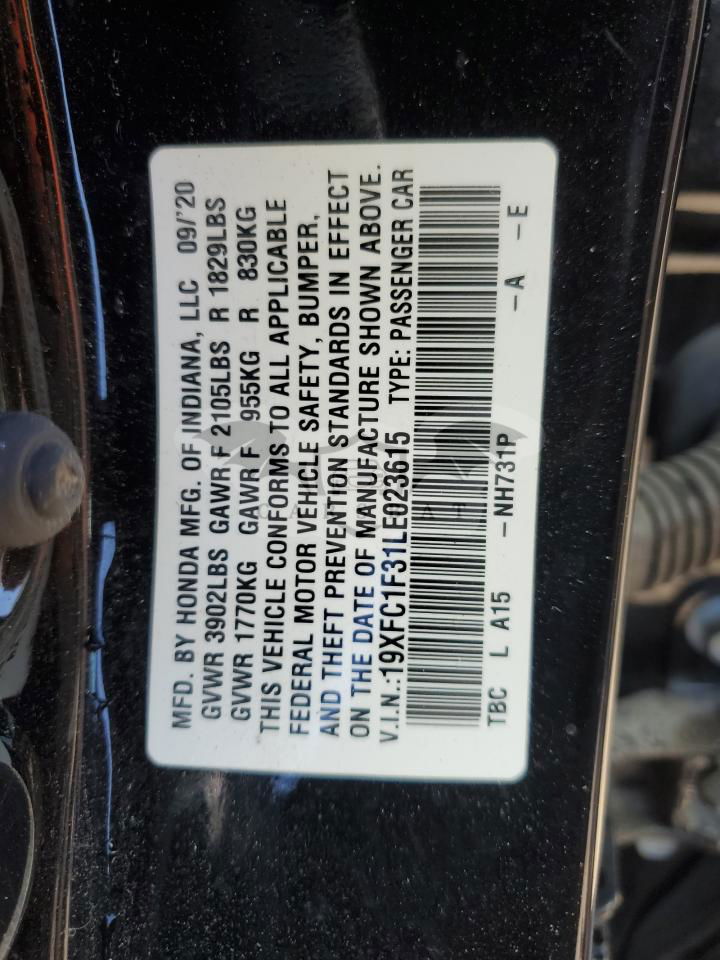 MFD. BY HONDA MFG. OF INDIANA, LLC 09/'20
GVWR 3902LBS GAWR F 2105LBS R 1829LBS
GVWR 1770KG GAWR F 955KG R 830KG
THIS VEHICLE CONFORMS TO ALL APPLICABLE
FEDERAL MOTOR VEHICLE SAFETY, BUMPER,
AND THEFT PREVENTION STANDARDS IN EFFECT
ON THE DATE OF MANUFACTURE SHOWN ABOVE.
V.I.N.:19XFC1F31LE023615 TYPE: PASSENGER CAR
TBC L A15 -NH731P -A -E